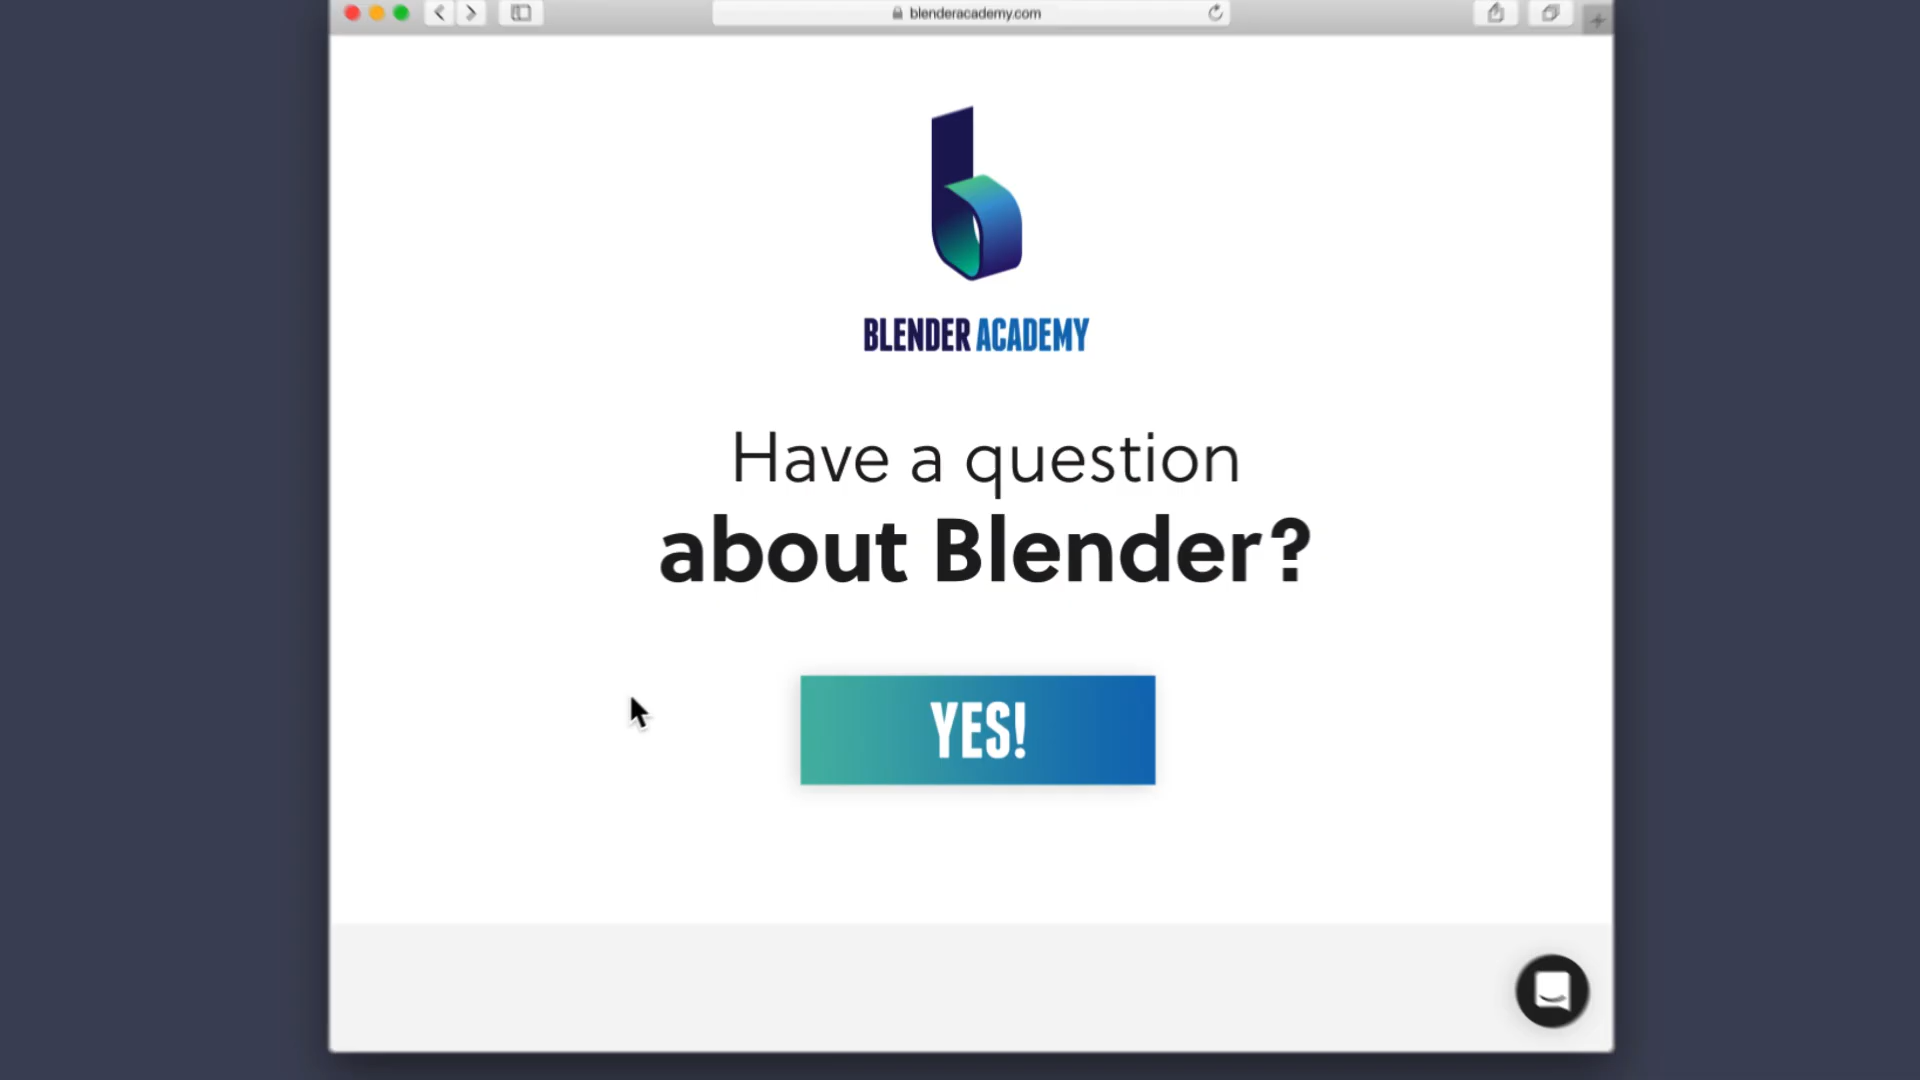 blenderacademy.com
BLENDER ACADEMY
Have a question
about Blender?
YES!